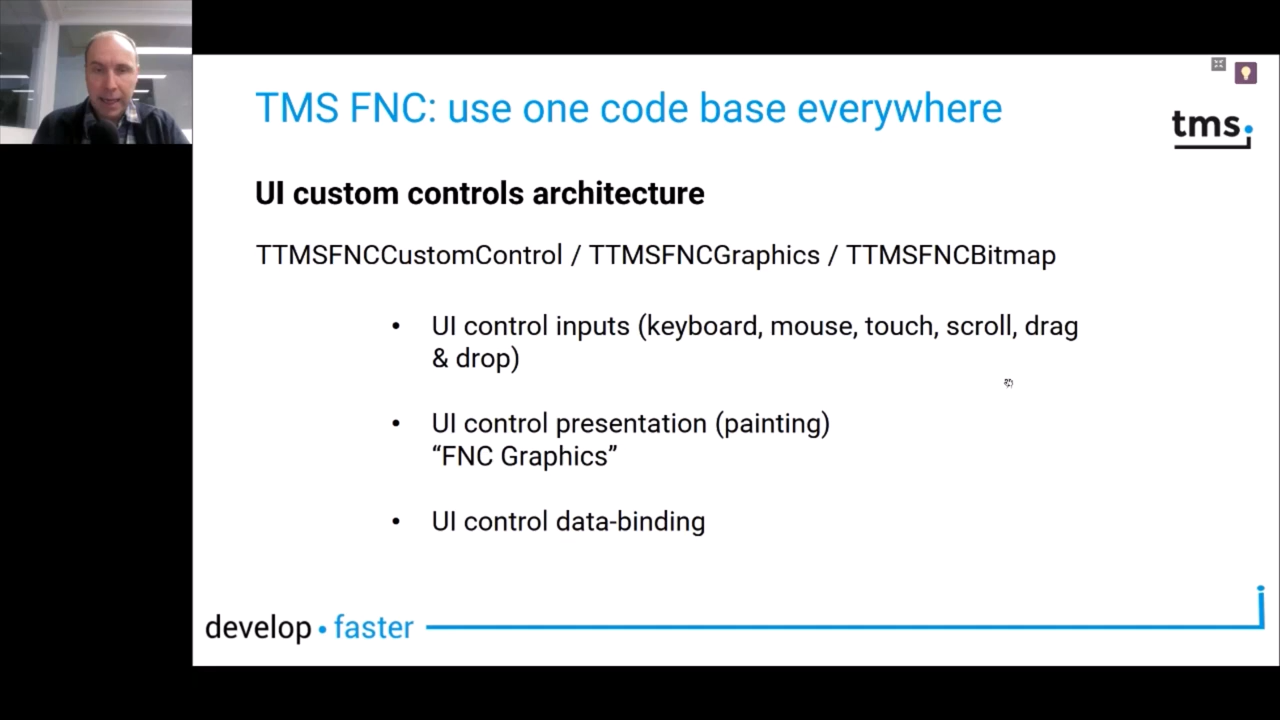 TMS FNC: use one code base everywhere
tms.
UI custom controls architecture
TTMSFNCCustomControl / TTMSFNCGraphics / TTMSFNCBitmap
• UI control inputs (keyboard, mouse, touch, scroll, drag
& drop)
• UI control presentation (painting)
“FNC Graphics”
• UI control data-binding
develop • faster